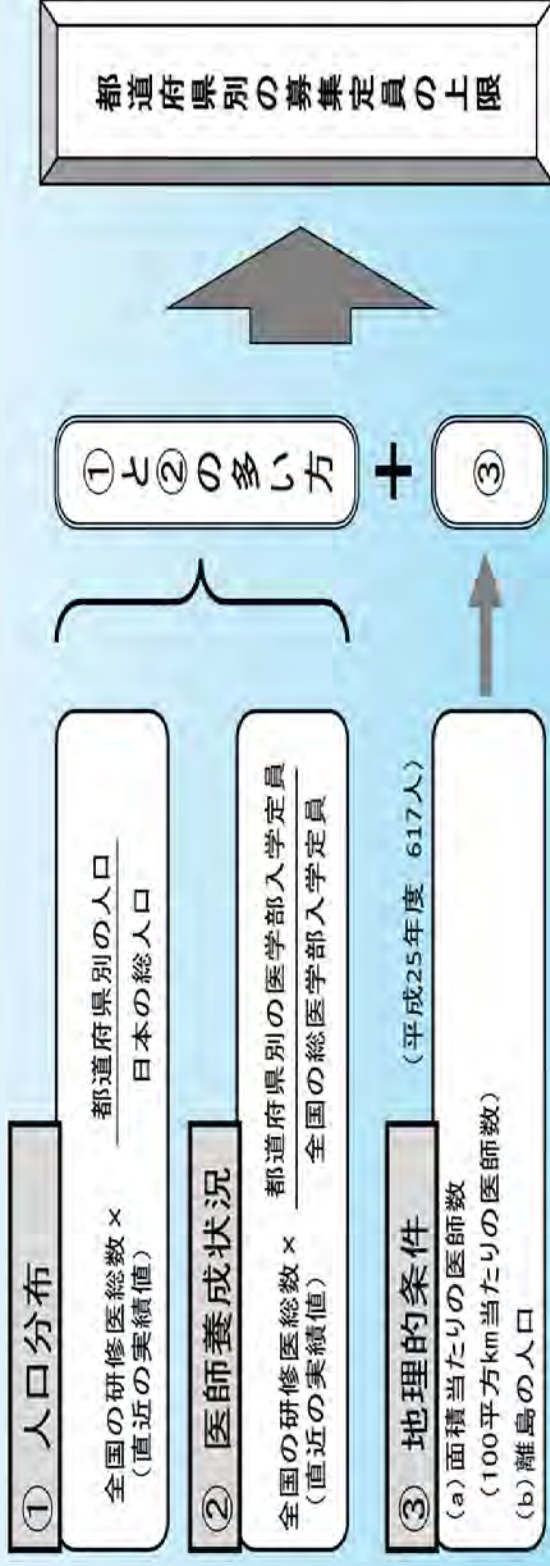 ① 人口分布
全国の研修医総数× 都道府県別の人口
(直近の実績値) 日本の総人口
② 医師養成状況
全国の研修医総数× 都道府県別の医学部入学定員
(直近の実績値) 全国の総医学部入学定員
③ 地理的条件 (平成25年度 617人)
(a)面積当たりの医師数
(100平方km当たりの医師数)
(b)離島の人口
①と②の多い方
+
③
都道府県別の募集定員の上限